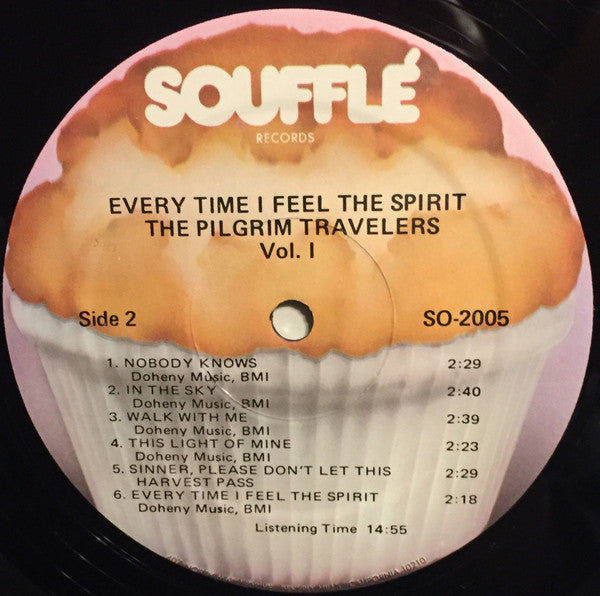 SOUFFLÉ
RECORDS
EVERY TIME I FEEL THE SPIRIT
THE PILGRIM TRAVELERS
Vol. I
Side 2
SO-2005
1. NOBODY KNOWS 2:29
Doheny Music, BMI
2. IN THE SKY 2:40
Doheny Music, BMI
3. WALK WITH ME 2:39
Doheny Music, BMI
4. THIS LIGHT OF MINE 2:23
Doheny Music, BMI
5. SINNER, PLEASE DON'T LET THIS 2:29
HARVEST PASS
6. EVERY TIME I FEEL THE SPIRIT 2:18
Doheny Music, BMI
Listening Time 14:55